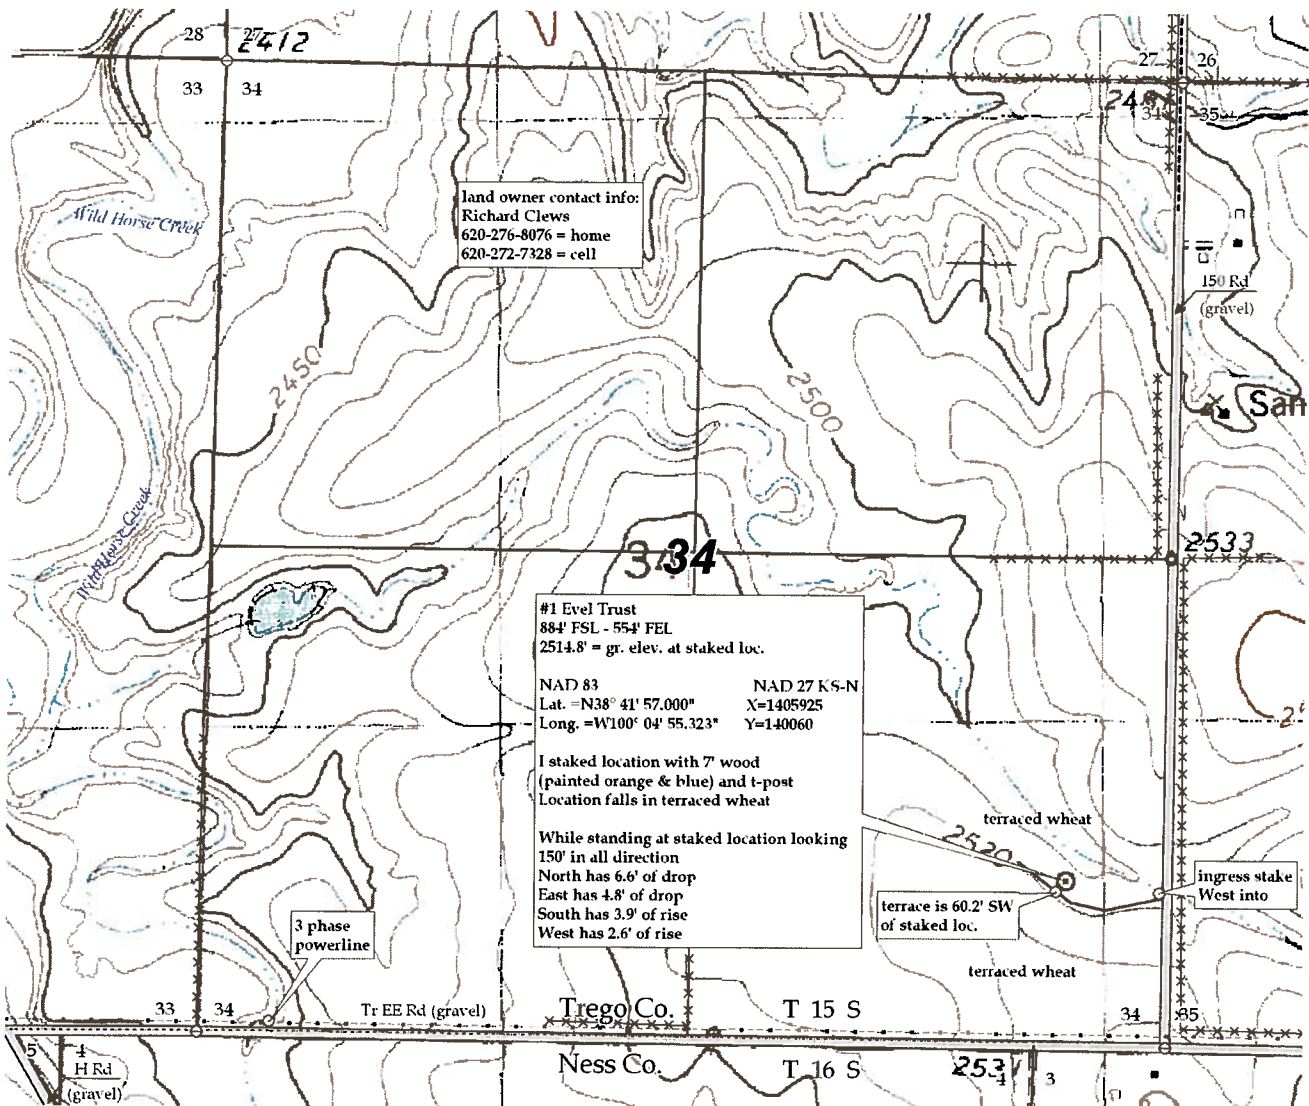 28 27
2412
33 34
27 26
34 35
Wild Horse Creek
land owner contact info:
Richard Clews
620-276-8076 = home
620-272-7328 = cell
150 Rd
(gravel)
2450
2500
San
Wild Horse Creek
34
34
2533
#1 Evel Trust
884' FSL - 554' FEL
2514.8' = gr. elev. at staked loc.
NAD 83 NAD 27 KS-N
Lat. =N38° 41' 57.000" X=1405925
Long. =W100° 04' 55.323" Y=140060
I staked location with 7' wood
(painted orange & blue) and t-post
Location falls in terraced wheat
While standing at staked location looking
150' in all direction
North has 6.6' of drop
East has 4.8' of drop
South has 3.9' of rise
West has 2.6' of rise
terraced wheat
2520
ingress stake
West into
terrace is 60.2' SW
of staked loc.
3 phase
powerline
terraced wheat
33 34
Tr EE Rd (gravel)
Trego Co. T 15 S
34 35
Ness Co. T 16 S
5 4
H Rd
(gravel)
253
4 3